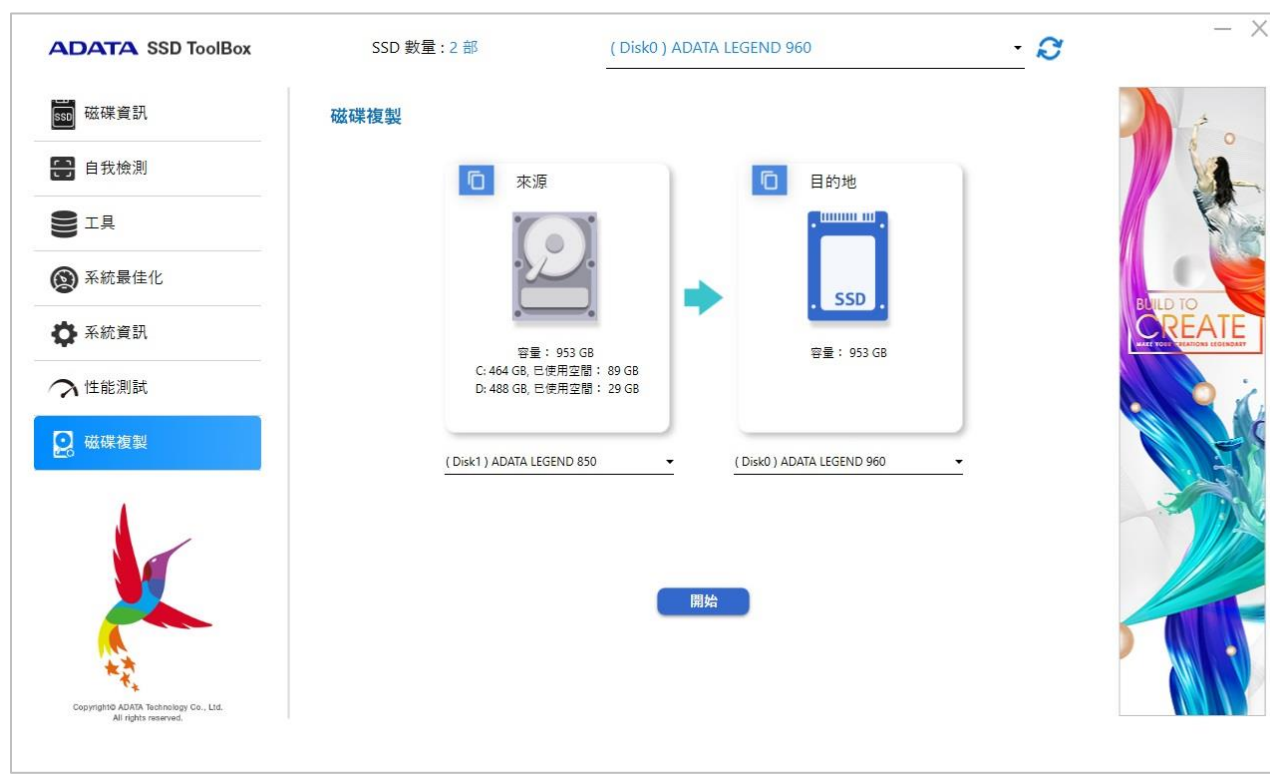 ADATA SSD ToolBox
SSD 數量 : 2 部
( Disk0 ) ADATA LEGEND 960
SSD
磁碟資訊
自我檢測
工具
系統最佳化
系統資訊
性能測試
磁碟複製
Copyright© ADATA Technology Co., Ltd.
All rights reserved.
磁碟複製
來源
容量： 953 GB
C: 464 GB, 已使用空間： 89 GB
D: 488 GB, 已使用空間： 29 GB
( Disk1 ) ADATA LEGEND 850
目的地
SSD
容量： 953 GB
( Disk0 ) ADATA LEGEND 960
開始
BUILD TO
CREATE
MAKE YOUR CREATIONS LEGENDARY